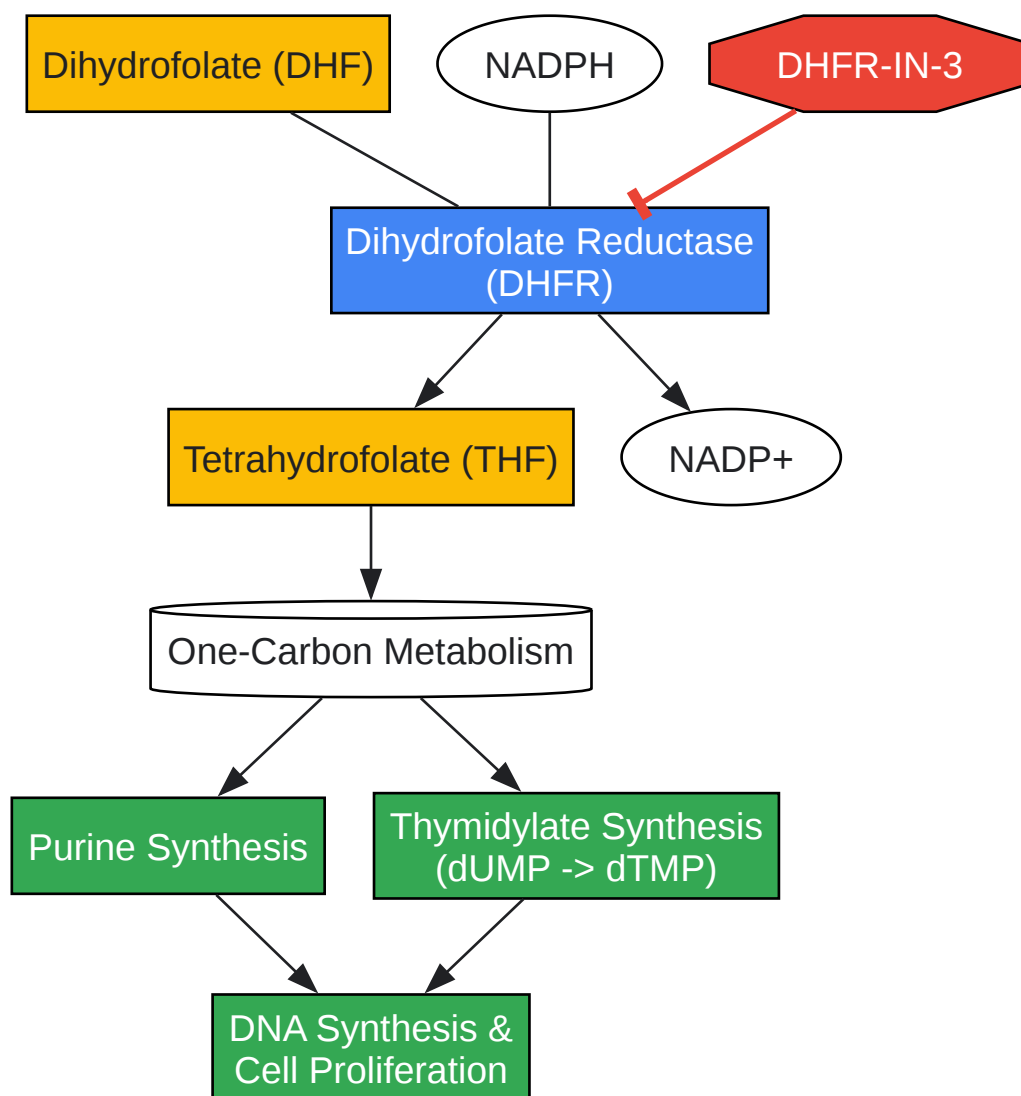 Dihydrofolate (DHF)
NADPH
DHFR-IN-3
Dihydrofolate Reductase
(DHFR)
Tetrahydrofolate (THF)
NADP+
One-Carbon Metabolism
Purine Synthesis
Thymidylate Synthesis
(dUMP -> dTMP)
DNA Synthesis &
Cell Proliferation